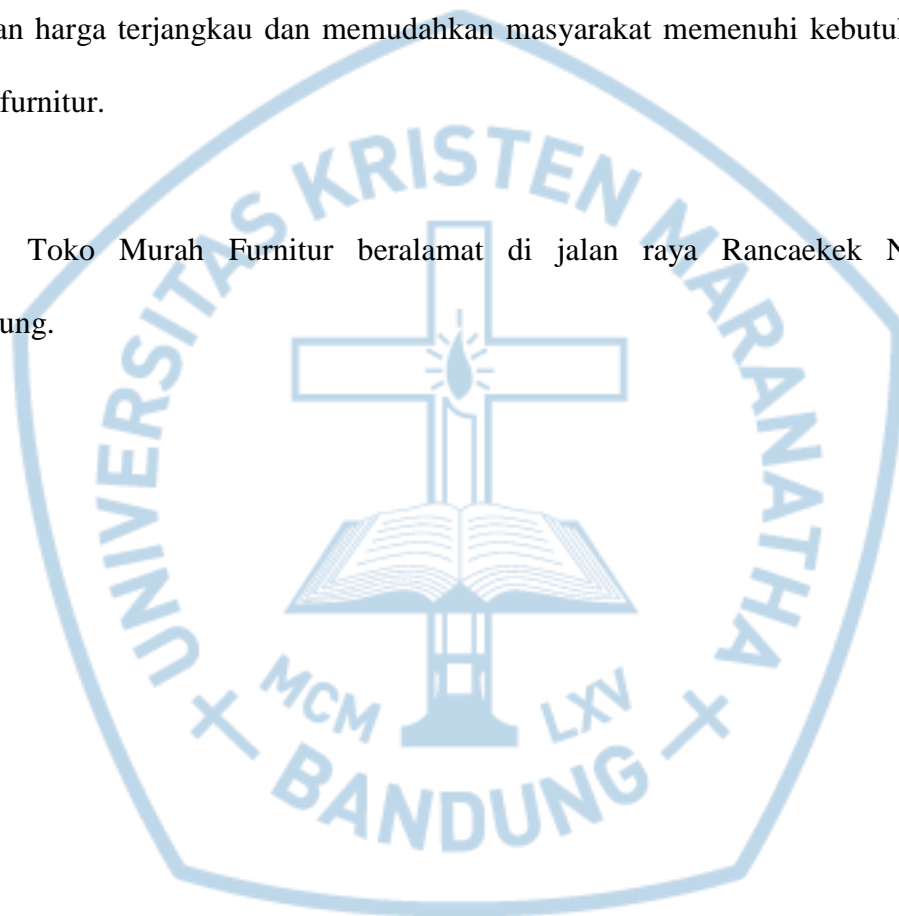 an harga terjangkau dan memudahkan masyarakat memenuhi kebutu
furnitur.
Toko Murah Furnitur beralamat di jalan raya Rancaekek N
ung.
UNIVERSITAS KRISTEN MARANATHA
MCM LXV
BANDUNG